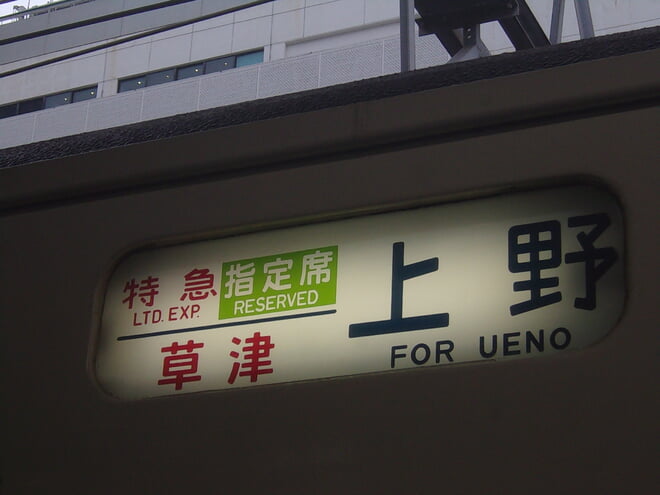 特急 指定席
LTD. EXP. RESERVED
草津
上野
FOR UENO